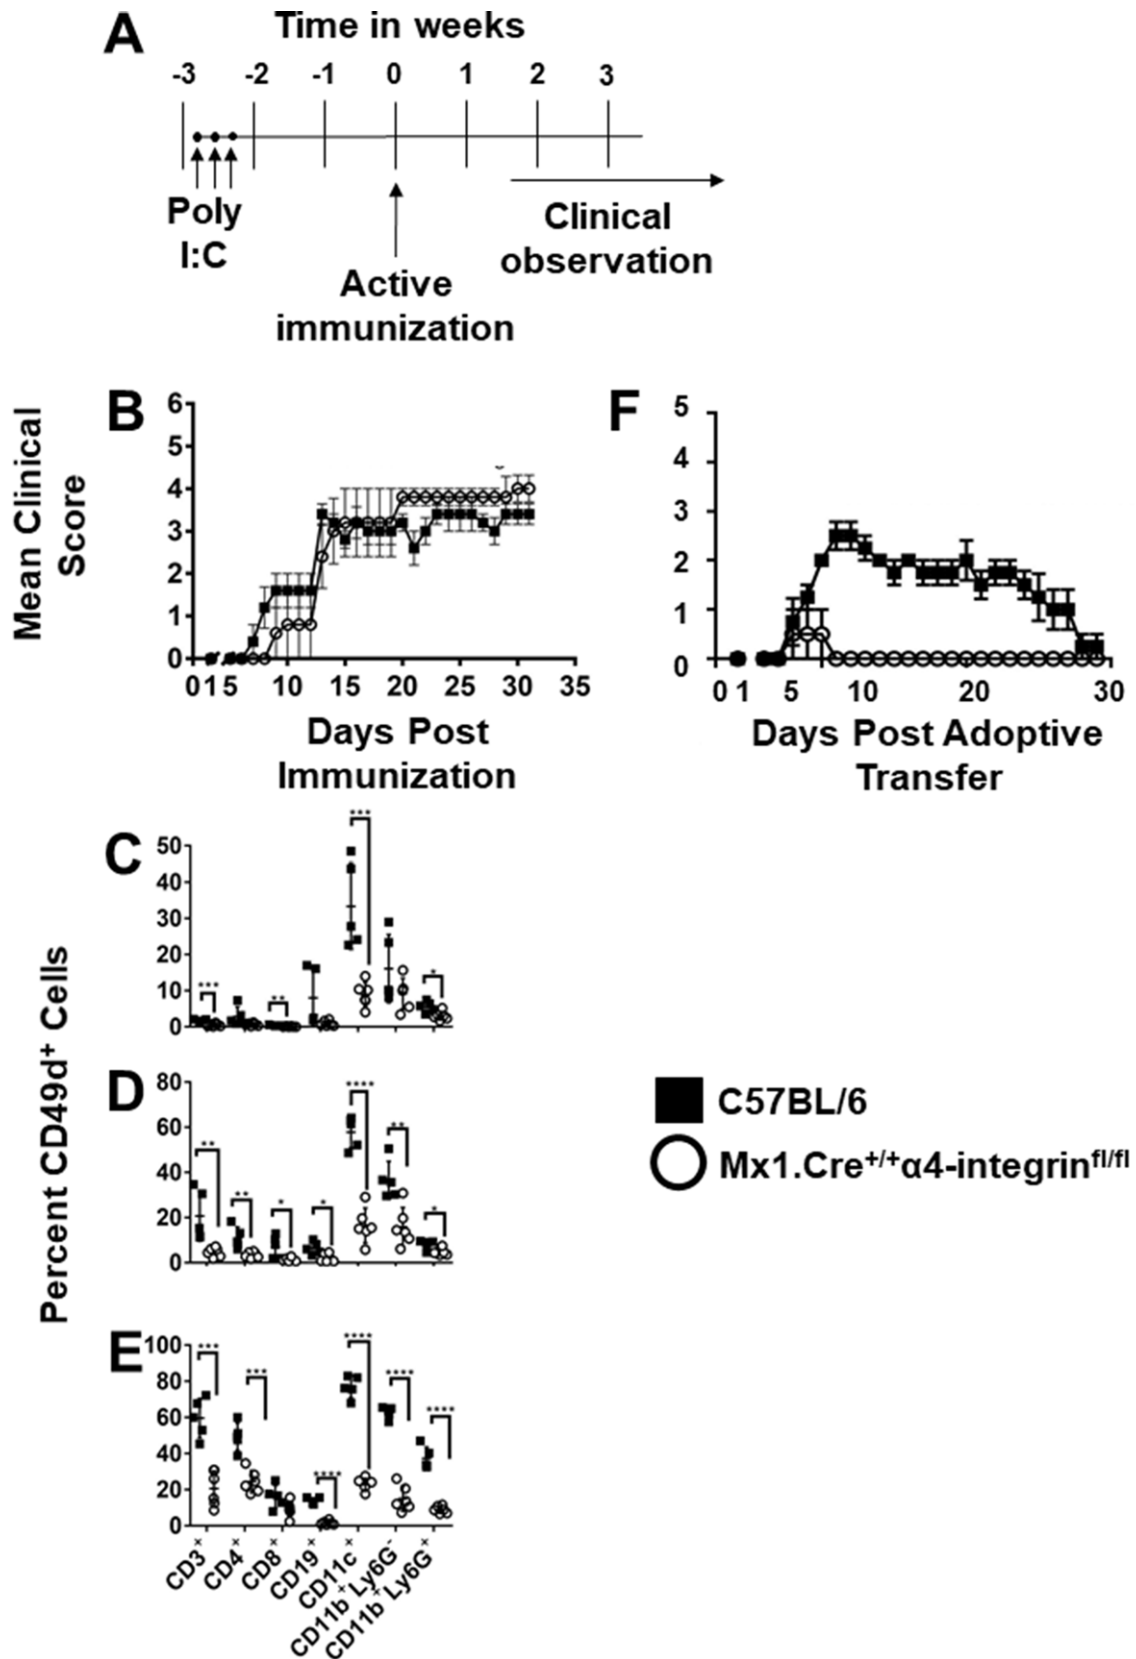 A
Time in weeks
-3 -2 -1 0 1 2 3
Poly
I:C
Clinical
observation
Active
immunization
Mean Clinical
Score
B
6
5
4
3
2
1
0
0 1 5 10 15 20 25 30 35
Days Post
Immunization
F
5
4
3
2
1
0
0 1 5 10 20 30
Days Post Adoptive
Transfer
Percent CD49d⁺ Cells
C
50
40
30
20
10
0
*** ** *** *
D
80
60
40
20
0
** ** * * **** ** *
C57BL/6
Mx1.Cre⁺/⁺α4-integrinfl/fl
E
100
80
60
40
20
0
*** *** **** **** **** ****
CD3⁺
CD4⁺
CD8⁺
CD19⁺
CD11c⁺
CD11b⁺Ly6G⁻
CD11b⁺Ly6G⁺